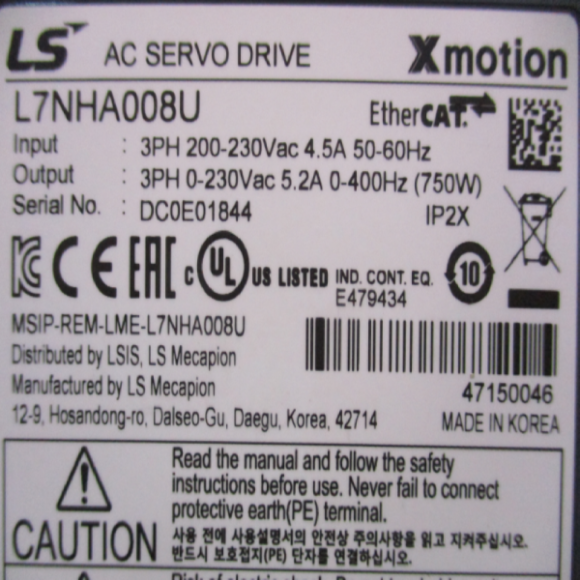 LS AC SERVO DRIVE Xmotion
L7NHA008U EtherCAT.
Input : 3PH 200-230Vac 4.5A 50-60Hz
Output : 3PH 0-230Vac 5.2A 0-400Hz (750W)
Serial No. : DC0E01844 IP2X
KC CE EAC c UL US LISTED IND. CONT. EQ. 10
E479434
MSIP-REM-LME-L7NHA008U
Distributed by LSIS, LS Mecapion
Manufactured by LS Mecapion 47150046
12-9, Hosandong-ro, Dalseo-Gu, Daegu, Korea, 42714 MADE IN KOREA
Read the manual and follow the safety
instructions before use. Never fail to connect
protective earth(PE) terminal.
CAUTION
사용 전에 사용설명서의 안전상 주의사항을 읽고 지켜주십시오.
반드시 보호접지(PE) 단자를 연결하십시오.